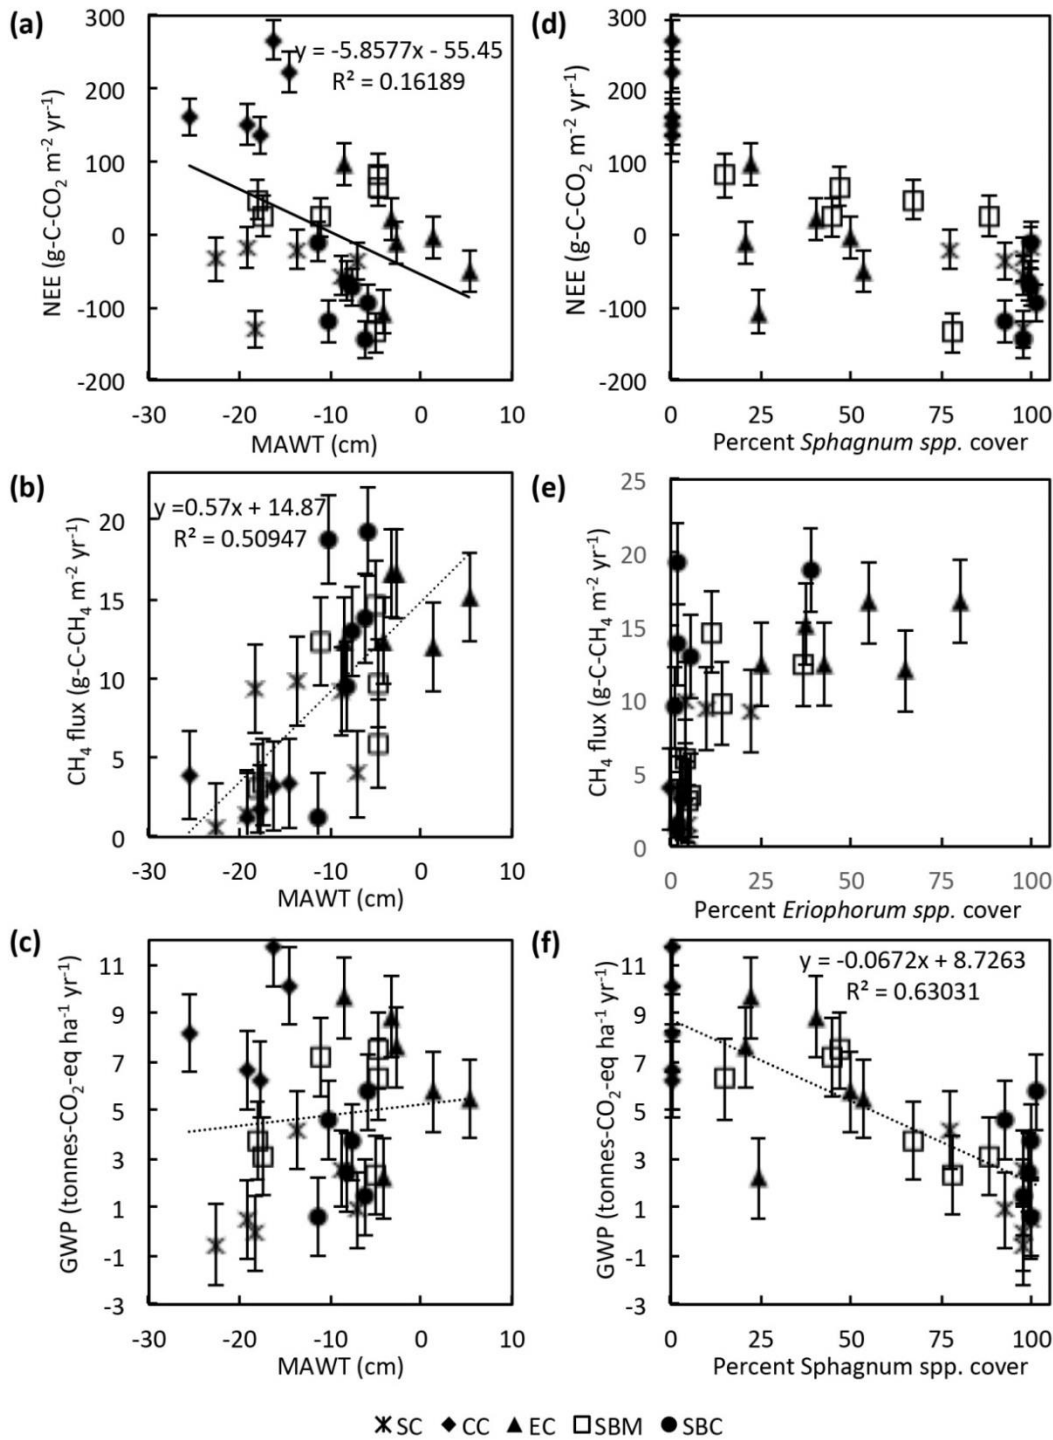 (a)
300
200
100
0
-100
-200
NEE (g-C-CO₂ m⁻² yr⁻¹)
y = -5.8577x - 55.45
R² = 0.16189
-30 -20 -10 0 10
MAWT (cm)
(d)
300
200
100
0
-100
-200
NEE (g-C-CO₂ m⁻² yr⁻¹)
0 25 50 75 100
Percent Sphagnum spp. cover
(b)
20
15
10
5
0
CH₄ flux (g-C-CH₄ m⁻² yr⁻¹)
y =0.57x + 14.87
R² = 0.50947
-30 -20 -10 0 10
MAWT (cm)
(e)
25
20
15
10
5
0
CH₄ flux (g-C-CH₄ m⁻² yr⁻¹)
0 25 50 75 100
Percent Eriophorum spp. cover
(c)
11
9
7
5
3
1
-1
-3
GWP (tonnes-CO₂-eq ha⁻¹ yr⁻¹)
-30 -20 -10 0 10
MAWT (cm)
(f)
11
9
7
5
3
1
-1
-3
GWP (tonnes-CO₂-eq ha⁻¹ yr⁻¹)
y = -0.0672x + 8.7263
R² = 0.63031
0 25 50 75 100
Percent Sphagnum spp. cover
SC CC EC SBM SBC